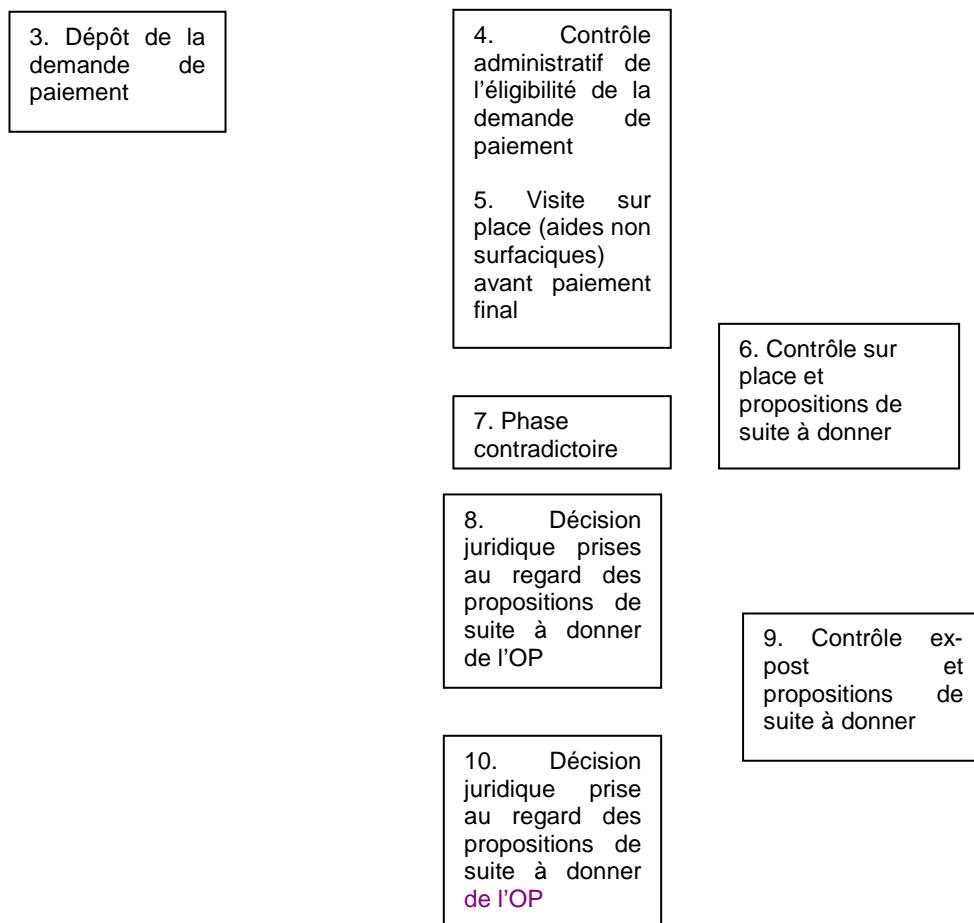 3. Dépôt de la
demande de
paiement
4. Contrôle
administratif de
l’éligibilité de la
demande de
paiement
5. Visite sur
place (aides non
surfaciques)
avant paiement
final
6. Contrôle sur
place et
propositions de
suite à donner
7. Phase
contradictoire
8. Décision
juridique prises
au regard des
propositions de
suite à donner
de l’OP
9. Contrôle ex-
post et
propositions de
suite à donner
10. Décision
juridique prise
au regard des
propositions de
suite à donner
de l’OP